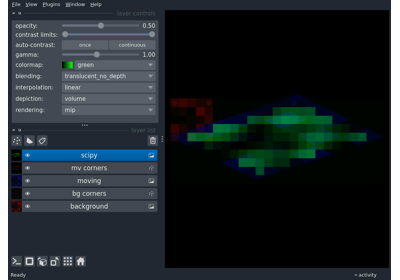 File View Plugins Window Help
layer controls
opacity: 0.50
contrast limits:
auto-contrast: once continuous
gamma: 1.00
colormap: green
blending: translucent_no_depth
interpolation: linear
depiction: volume
rendering: mip
layer list
scipy
mv corners
moving
bg corners
background
Ready
activity